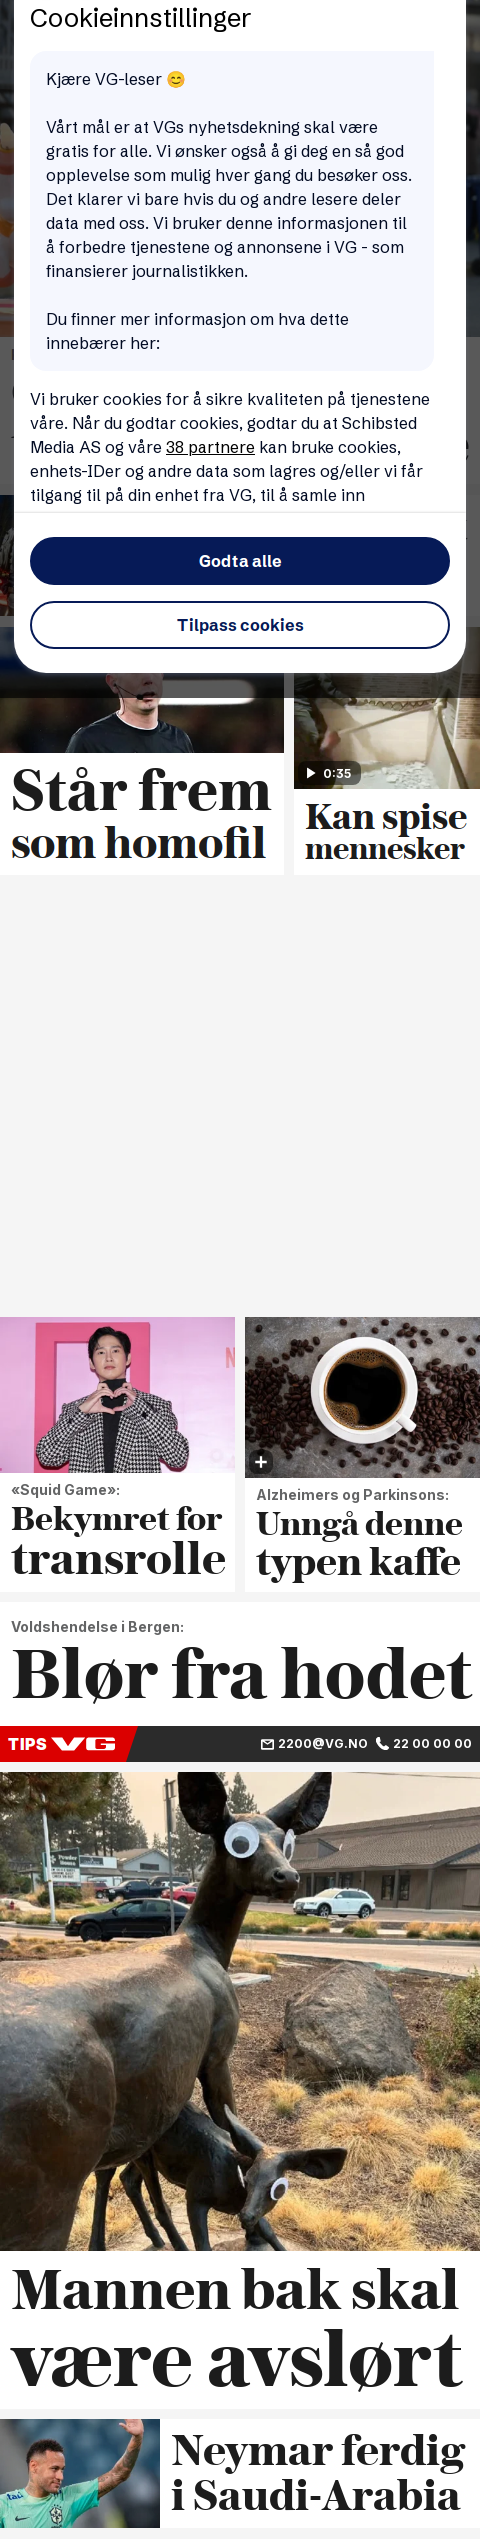 Cookieinnstillinger
Kjære VG-leser 😊
Vårt mål er at VGs nyhetsdekning skal være
gratis for alle. Vi ønsker også å gi deg en så god
opplevelse som mulig hver gang du besøker oss.
Det klarer vi bare hvis du og andre lesere deler
data med oss. Vi bruker denne informasjonen til
å forbedre tjenestene og annonsene i VG - som
finansierer journalistikken.
Du finner mer informasjon om hva dette
innebærer her:
Vi bruker cookies for å sikre kvaliteten på tjenestene
våre. Når du godtar cookies, godtar du at Schibsted
Media AS og våre 38 partnere kan bruke cookies,
enhets-IDer og andre data som lagres og/eller vi får
tilgang til på din enhet fra VG, til å samle inn
Godta alle
Tilpass cookies
0:35
Står frem
som homofil
Kan spise
mennesker
«Squid Game»:
Bekymret for
transrolle
Alzheimers og Parkinsons:
Unngå denne
typen kaffe
Voldshendelse i Bergen:
Blør fra hodet
TIPS VG 2200@VG.NO 22 00 00 00
Mannen bak skal
være avslørt
Neymar ferdig
i Saudi-Arabia